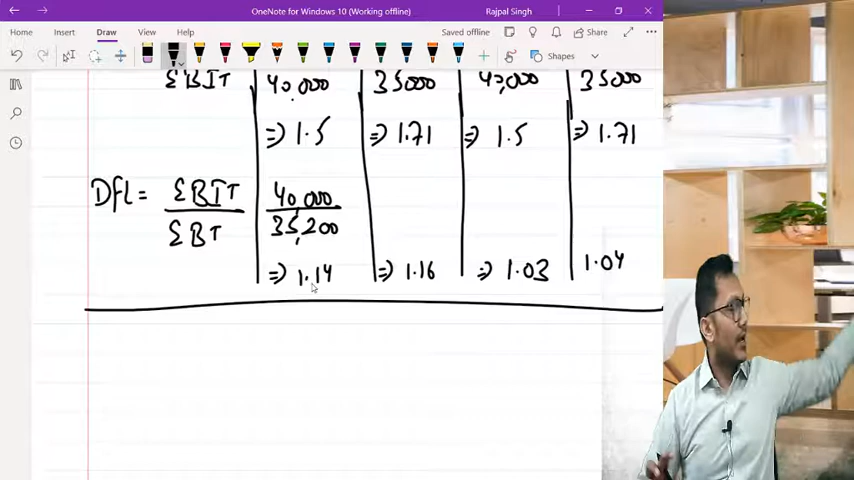 OneNote for Windows 10 (Working offline)
Rajpal Singh
Home
Insert
Draw
View
Help
Saved offline
Share
Shapes
EBIT 40,000 35000 40,000 35000
=> 1.5 => 1.71 => 1.5 => 1.71
Dfl = EBIT 40,000
EBT 35,200
=> 1.14 => 1.16 => 1.03 1.04